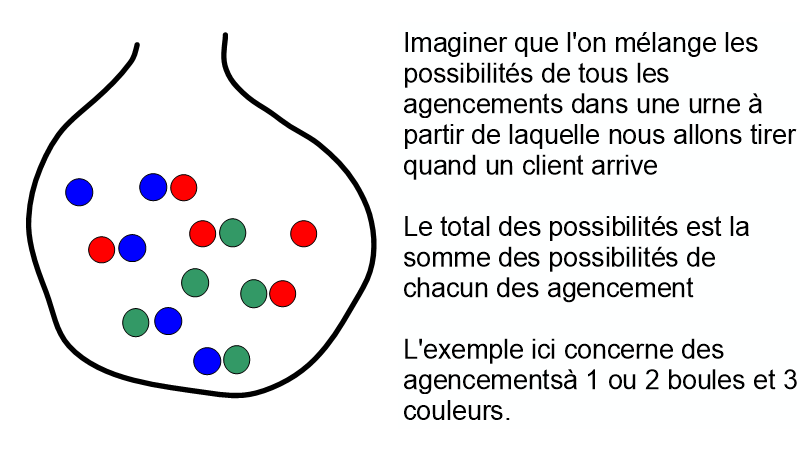 Imaginer que l'on mélange les
possibilités de tous les
agencements dans une urne à
partir de laquelle nous allons tirer
quand un client arrive
Le total des possibilités est la
somme des possibilités de
chacun des agencement
L'exemple ici concerne des
agencementsà 1 ou 2 boules et 3
couleurs.